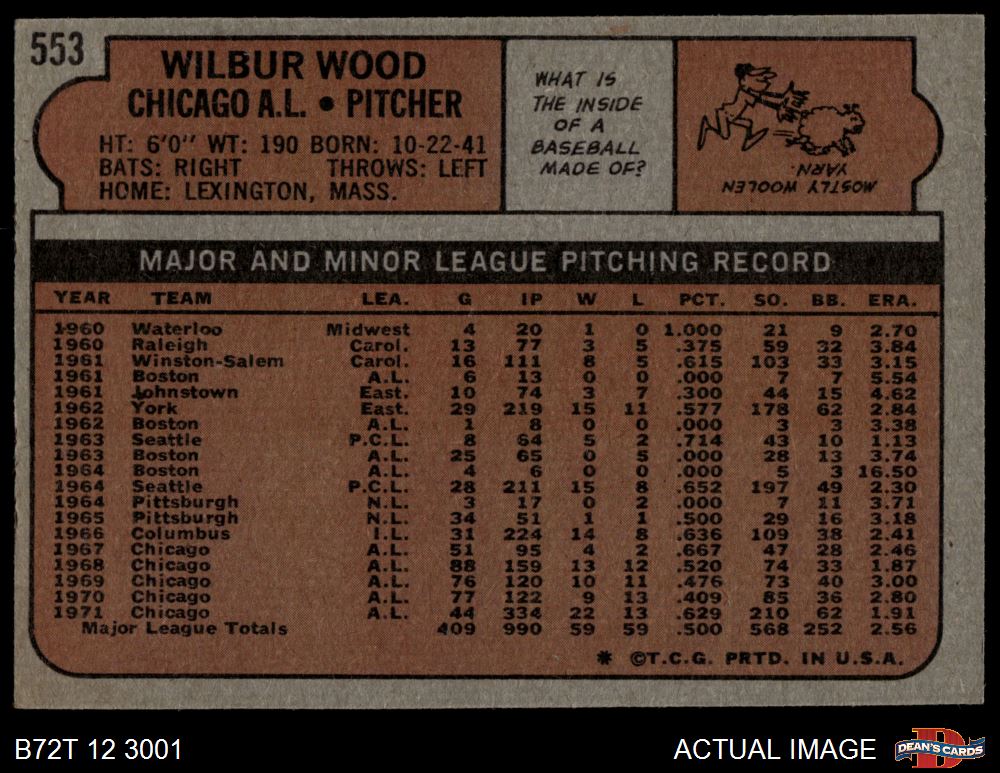 553
WILBUR WOOD
CHICAGO A.L. • PITCHER
HT: 6'0" WT: 190 BORN: 10-22-41
BATS: RIGHT THROWS: LEFT
HOME: LEXINGTON, MASS.
WHAT IS
THE INSIDE
OF A
BASEBALL
MADE OF?
MOSTLY WOOLEN
YARN.
MAJOR AND MINOR LEAGUE PITCHING RECORD
YEAR TEAM LEA. G IP W L PCT. SO. BB. ERA.
1960 Waterloo Midwest 4 20 1 0 1.000 21 9 2.70
1960 Raleigh Carol. 13 77 3 5 .375 59 32 3.84
1961 Winston-Salem Carol. 16 111 8 5 .615 103 33 3.15
1961 Boston A.L. 6 13 0 0 .000 7 7 5.54
1961 Johnstown East. 10 74 3 7 .300 44 15 4.62
1962 York East. 29 219 15 11 .577 178 62 2.84
1962 Boston A.L. 1 8 0 0 .000 3 3 3.38
1963 Seattle P.C.L. 8 64 5 2 .714 43 10 1.13
1963 Boston A.L. 25 65 0 5 .000 28 13 3.74
1964 Boston A.L. 4 6 0 0 .000 5 3 16.50
1964 Seattle P.C.L. 28 211 15 8 .652 197 49 2.30
1964 Pittsburgh N.L. 3 17 0 2 .000 7 11 3.71
1965 Pittsburgh N.L. 34 51 1 1 .500 29 16 3.18
1966 Columbus I.L. 31 224 14 8 .636 109 38 2.41
1967 Chicago A.L. 51 95 4 2 .667 47 28 2.46
1968 Chicago A.L. 88 159 13 12 .520 74 33 1.87
1969 Chicago A.L. 76 120 10 11 .476 73 40 3.00
1970 Chicago A.L. 77 122 9 13 .409 85 36 2.80
1971 Chicago A.L. 44 334 22 13 .629 210 62 1.91
Major League Totals 409 990 59 59 .500 568 252 2.56
* ©T.C.G. PRTD. IN U.S.A.
B72T 12 3001
ACTUAL IMAGE
D
DEAN'S CARDS